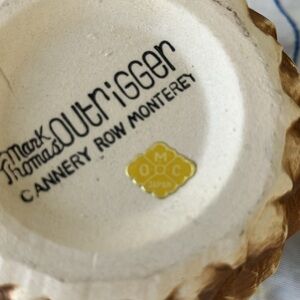 Mark
Thomas OUtriGGer
CANNERY ROW MONTEREY
M
O C
JAPAN